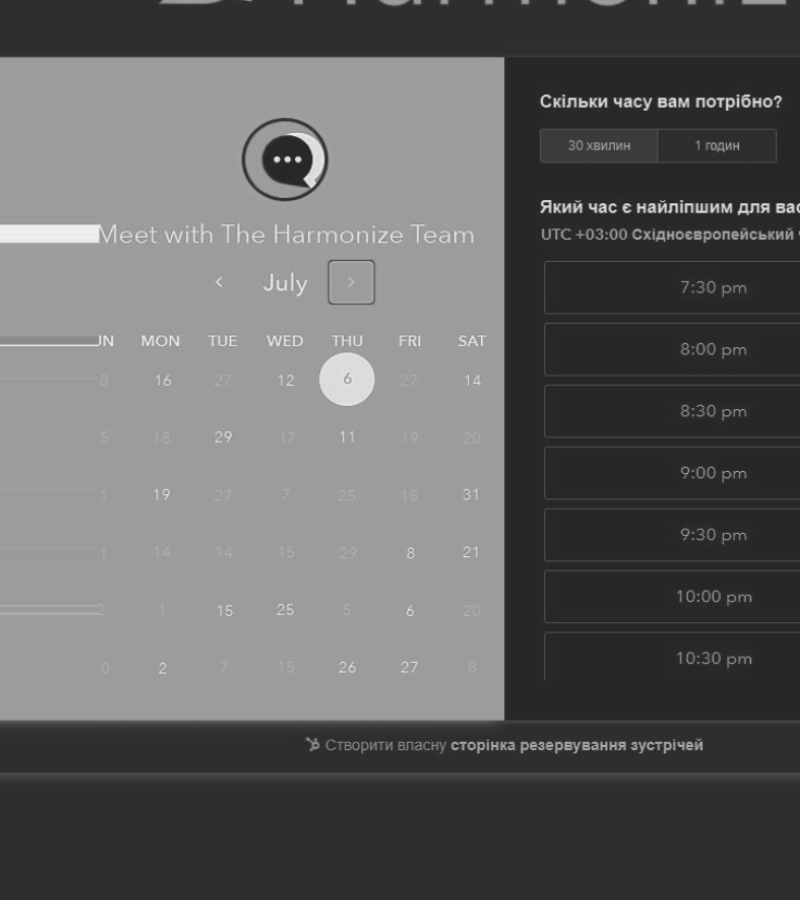 Harmoniz
Meet with The Harmonize Team
July
UN MON TUE WED THU FRI SAT
8 16 27 12 6 27 14
5 18 29 17 11 19 20
1 19 27 7 25 18 31
1 14 14 15 29 8 21
2 1 15 25 5 6 20
0 2 7 15 26 27 8
Скільки часу вам потрібно?
30 хвилин 1 годин
Який час є найліпшим для вас
UTC +03:00 Східноєвропейський
7:30 pm
8:00 pm
8:30 pm
9:00 pm
9:30 pm
10:00 pm
10:30 pm
Створити власну сторінка резервування зустрічей